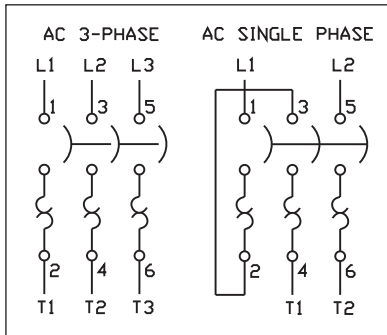 AC 3-PHASE
L1 L2 L3
1 3 5
2 4 6
T1 T2 T3
AC SINGLE PHASE
L1 L2
1 3 5
2 4 6
T1 T2